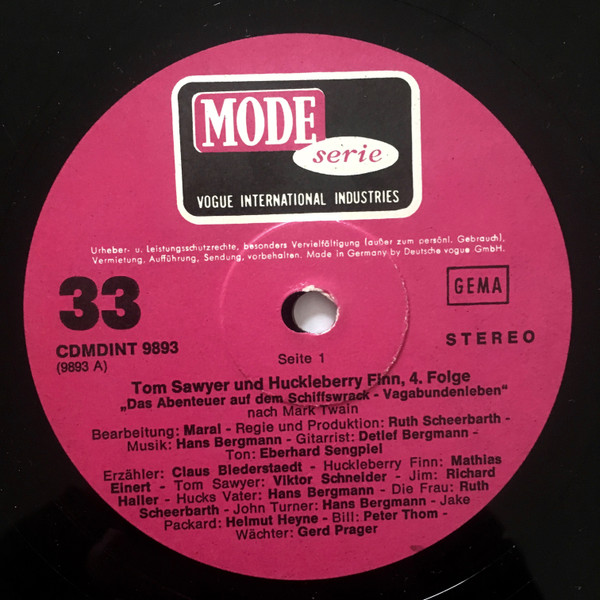 MODE
serie
VOGUE INTERNATIONAL INDUSTRIES
Urheber- u. Leistungsschutzrechte, besonders Vervielfältigung (außer zum persönl. Gebrauch),
Vermietung, Aufführung, Sendung, vorbehalten. Made in Germany by Deutsche vogue GmbH.
33
GEMA
CDMDINT 9893
STEREO
(9893 A)
Seite 1
Tom Sawyer und Huckleberry Finn, 4. Folge
„Das Abenteuer auf dem Schiffswrack - Vagabundenleben“
nach Mark Twain
Bearbeitung: Maral - Regie und Produktion: Ruth Scheerbarth -
Musik: Hans Bergmann - Gitarrist: Detlef Bergmann -
Ton: Eberhard Sengpiel
Erzähler: Claus Biederstaedt - Huckleberry Finn: Mathias
Einert - Tom Sawyer: Viktor Schneider - Jim: Richard
Haller - Hucks Vater: Hans Bergmann - Die Frau: Ruth
Scheerbarth - John Turner: Hans Bergmann - Jake
Packard: Helmut Heyne - Bill: Peter Thom -
Wächter: Gerd Prager